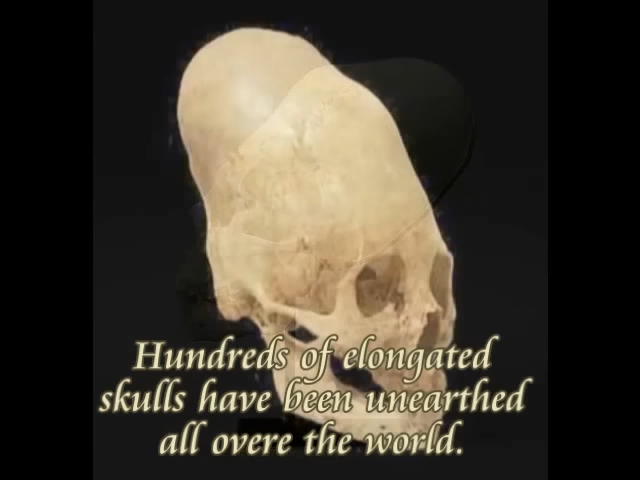 Hundreds of elongated
skulls have been unearthed
all overe the world.